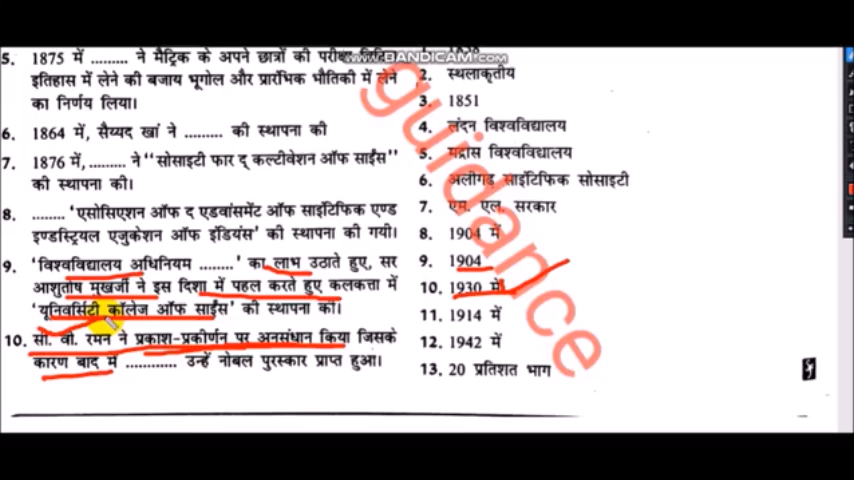 5. 1875 में ......... ने मैट्रिक के अपने छात्रों की परीक्षा
WWW.BANDICAM.COM
इतिहास में लेने की बजाय भूगोल और प्रारंभिक भौतिकी में लेने
का निर्णय लिया।
6. 1864 में, सैय्यद खां ने ......... की स्थापना की
7. 1876 में, ......... ने "सोसाइटी फार द् कल्टीवेशन ऑफ साईंस"
की स्थापना की।
8. ........ 'एसोसिएशन ऑफ द एडवांसमेंट ऑफ साइंटिफिक एण्ड
इण्डस्ट्रियल एजुकेशन ऑफ इंडियंस' की स्थापना की गयी।
9. 'विश्वविद्यालय अधिनियम ........' का लाभ उठाते हुए, सर
आशुतोष मुखर्जी ने इस दिशा में पहल करते हुए कलकत्ता में
'यूनिवर्सिटी कॉलेज ऑफ साईंस' की स्थापना की।
10. सी. वी. रमन ने प्रकाश-प्रकीर्णन पर अनुसंधान किया जिसके
कारण बाद में ............ उन्हें नोबल पुरस्कार प्राप्त हुआ।
2. स्थलाकृतीय
3. 1851
4. लंदन विश्वविद्यालय
5. मद्रास विश्वविद्यालय
6. अलीगढ़ साइंटिफिक सोसाइटी
7. एम. एल. सरकार
8. 1904 में
9. 1904
10. 1930 में
11. 1914 में
12. 1942 में
13. 20 प्रतिशत भाग
guidance